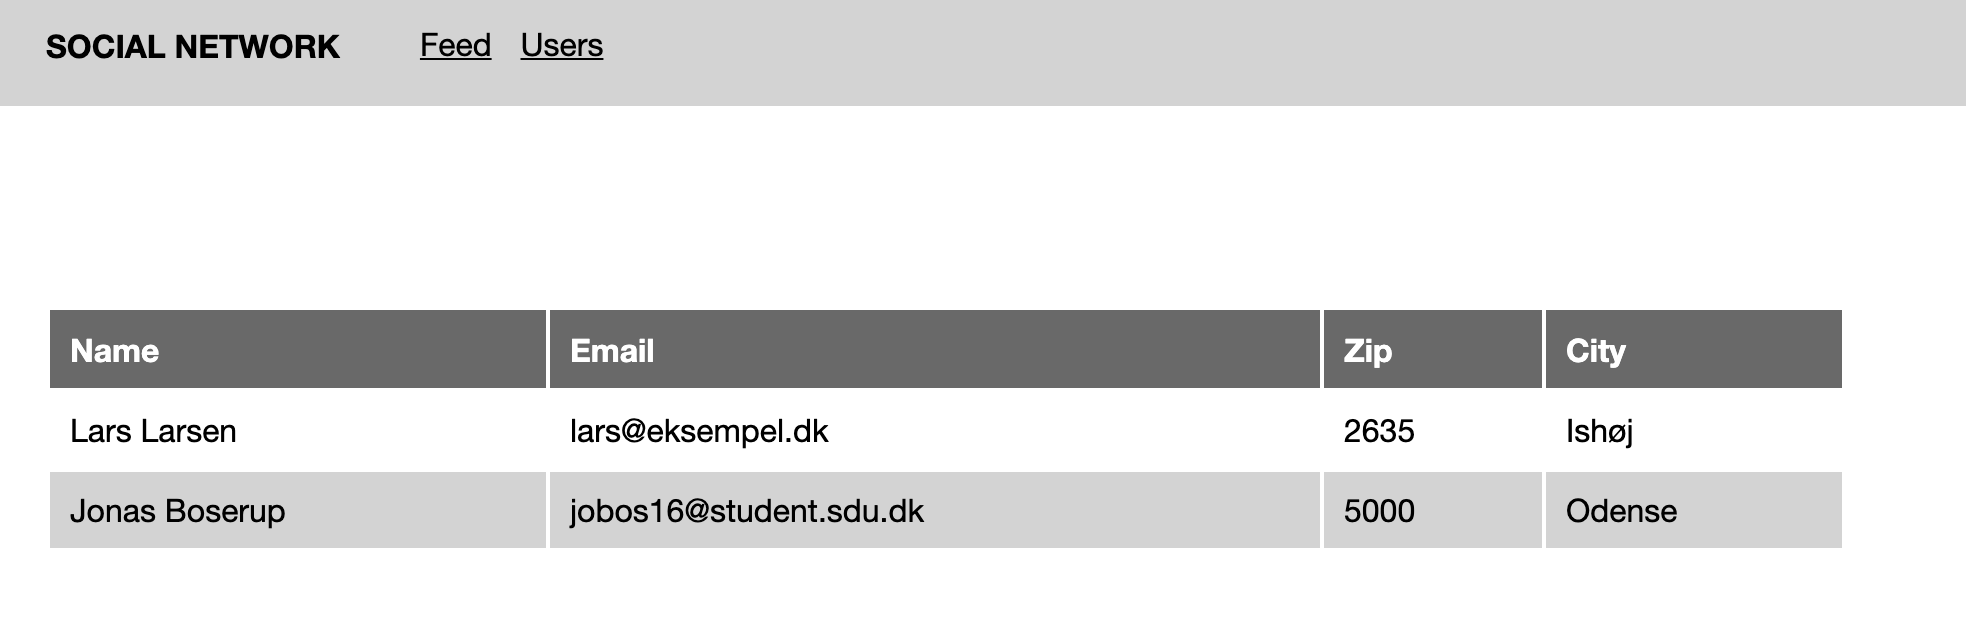 SOCIAL NETWORK Feed Users
Name Email Zip City
Lars Larsen lars@eksempel.dk 2635 Ishøj
Jonas Boserup jobos16@student.sdu.dk 5000 Odense